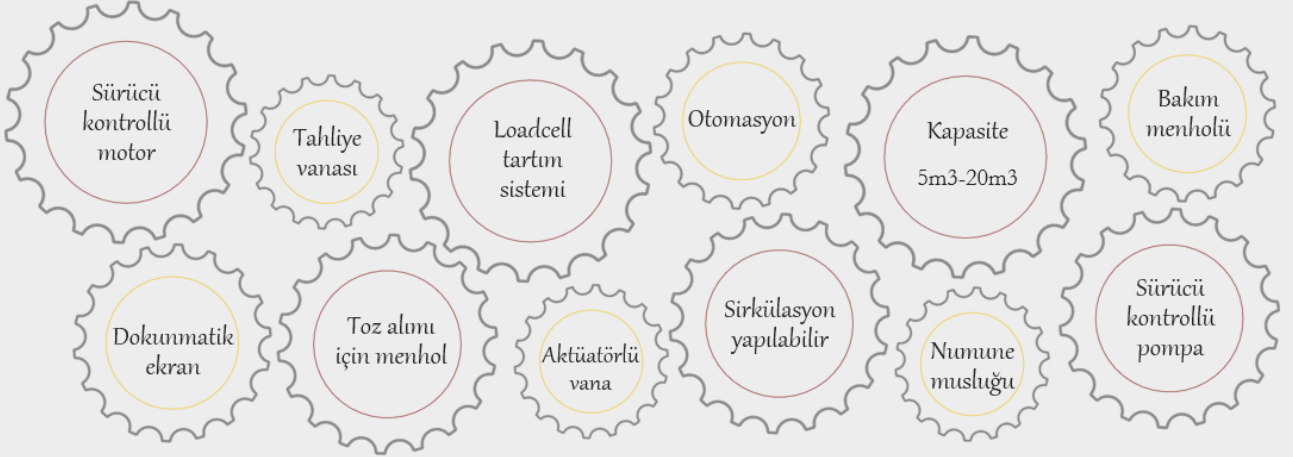 Sürücü
kontrollü
motor
Tahliye
vanası
Loadcell
tartım
sistemi
Otomasyon
Kapasite
5m3-20m3
Bakım
menholü
Dokunmatik
ekran
Toz alımı
için menhol
Aktüatörlü
vana
Sirkülasyon
yapılabilir
Numune
musluğu
Sürücü
kontrollü
pompa